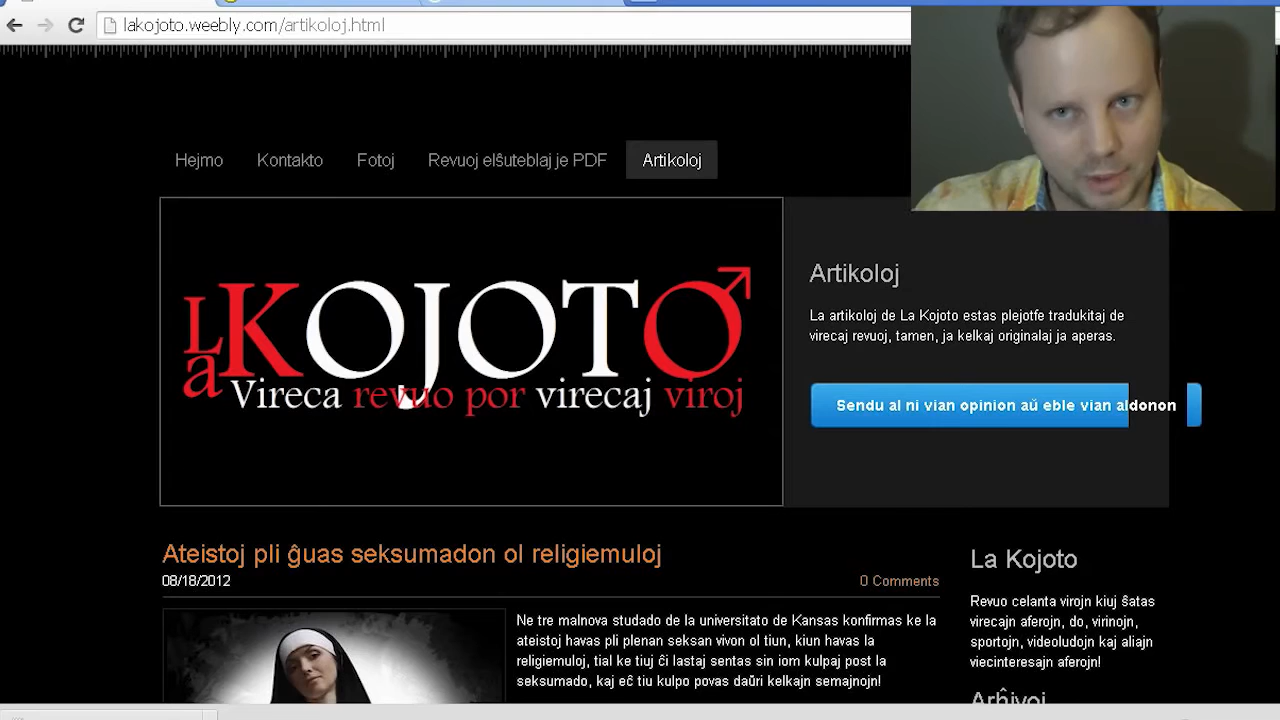 lakojoto.weebly.com/artikoloj.html
Hejmo Kontakto Fotoj Revuoj elŝuteblaj je PDF Artikoloj
La KOJOTO
Vireca revuo por virecaj viroj
Artikoloj
La artikoloj de La Kojoto estas plejotfe tradukitaj de
virecaj revuoj, tamen, ja kelkaj originalaj ja aperas.
Sendu al ni vian opinion aŭ eble vian aldonon
Ateistoj pli ĝuas seksumadon ol religiemuloj
08/18/2012
0 Comments
Ne tre malnova studado de la universitato de Kansas konfirmas ke la
ateistoj havas pli plenan seksan vivon ol tiun, kiun havas la
religiemuloj, tial ke tiuj ĉi lastaj sentas sin iom kulpaj post la
seksumado, kaj eĉ tiu kulpo povas daŭri kelkajn semajnojn!
La Kojoto
Revuo celanta virojn kiuj ŝatas
virecajn aferojn, do, virinojn,
sportojn, videoludojn kaj aliajn
viecinteresajn aferojn!
Arĥivoj